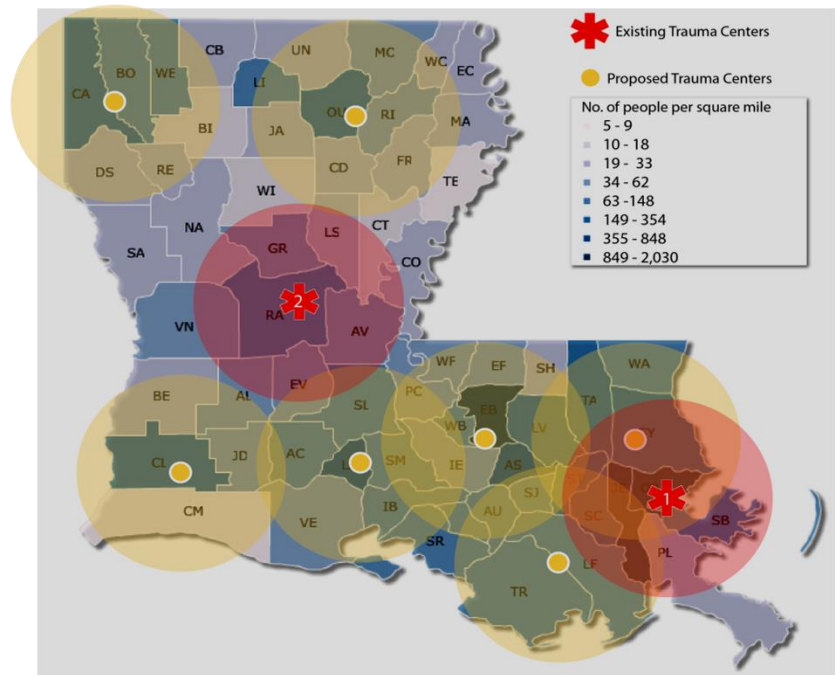 Existing Trauma Centers
Proposed Trauma Centers
No. of people per square mile
5 - 9
10 - 18
19 - 33
34 - 62
63 -148
149 - 354
355 - 848
849 - 2,030
CB
UN
MC
WC
EC
BO
WE
CA
LI
OU
RI
MA
BI
JA
DS
RE
CD
FR
TE
WI
NA
LS
CT
SA
GR
CO
2
RA
VN
AV
WF
EF
SH
WA
BE
AL
EV
PC
SL
EB
TA
WB
LV
CL
JD
AC
SM
IE
AS
SJ
1
CM
VE
IB
AU
SC
SB
SR
PL
TR
LF